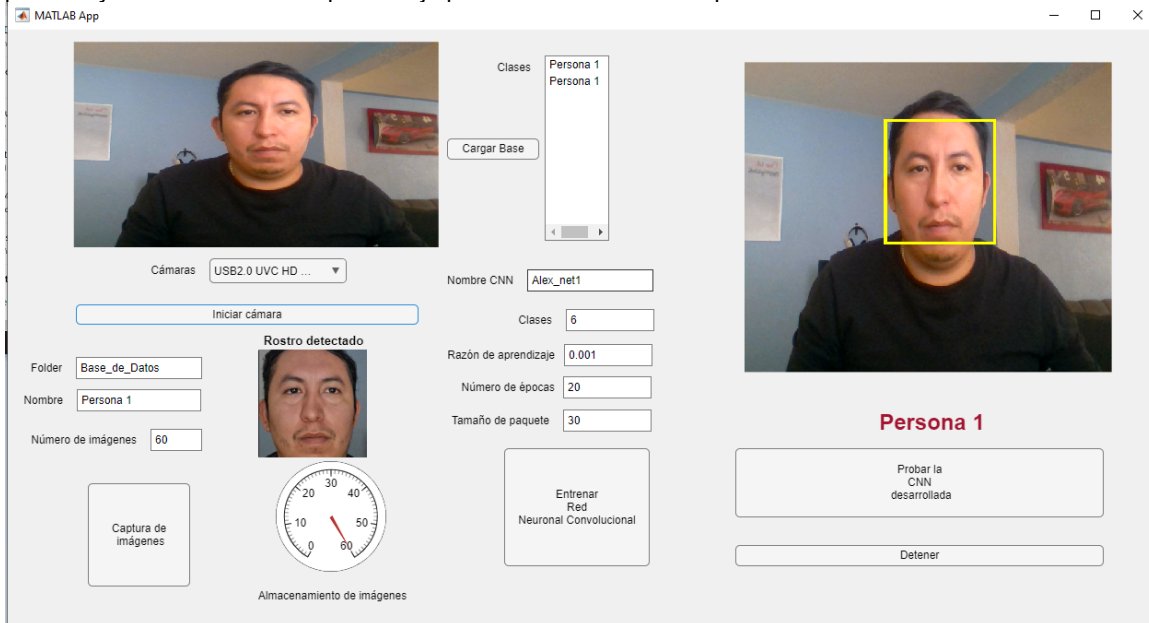 MATLAB App
Clases
Persona 1
Persona 1
Cargar Base
Cámaras
USB2.0 UVC HD ...
Iniciar cámara
Rostro detectado
Folder
Base_de_Datos
Nombre
Persona 1
Número de imágenes
60
Captura de
imágenes
0
10
20
30
40
50
60
Almacenamiento de imágenes
Nombre CNN
Alex_net1
Clases
6
Razón de aprendizaje
0.001
Número de épocas
20
Tamaño de paquete
30
Entrenar
Red
Neuronal Convolucional
Persona 1
Probar la
CNN
desarrollada
Detener